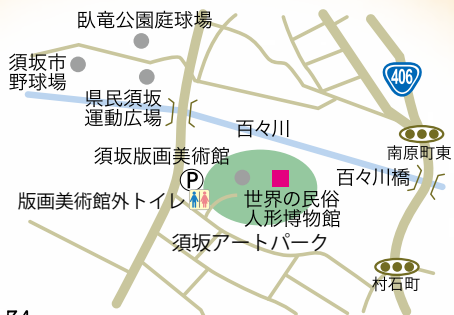 臥竜公園庭球場
須坂市
野球場
県民須坂
運動広場
406
百々川
南原町東
須坂版画美術館
P
百々川橋
版画美術館外トイレ
世界の民俗
人形博物館
須坂アートパーク
村石町